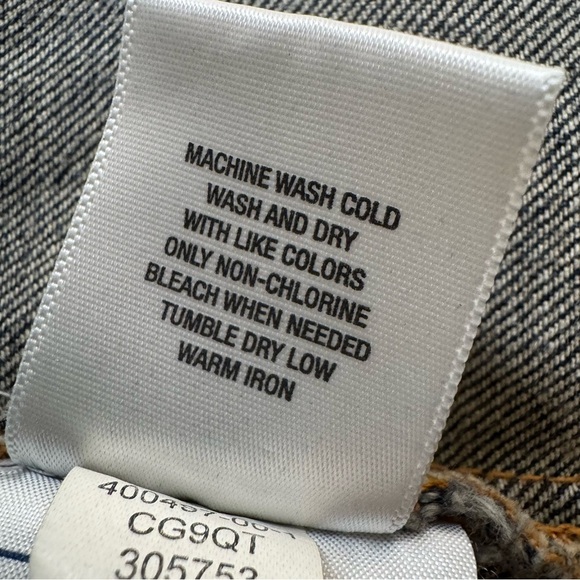 MACHINE WASH COLD
WASH AND DRY
WITH LIKE COLORS
ONLY NON-CHLORINE
BLEACH WHEN NEEDED
TUMBLE DRY LOW
WARM IRON
CG9QT
305753